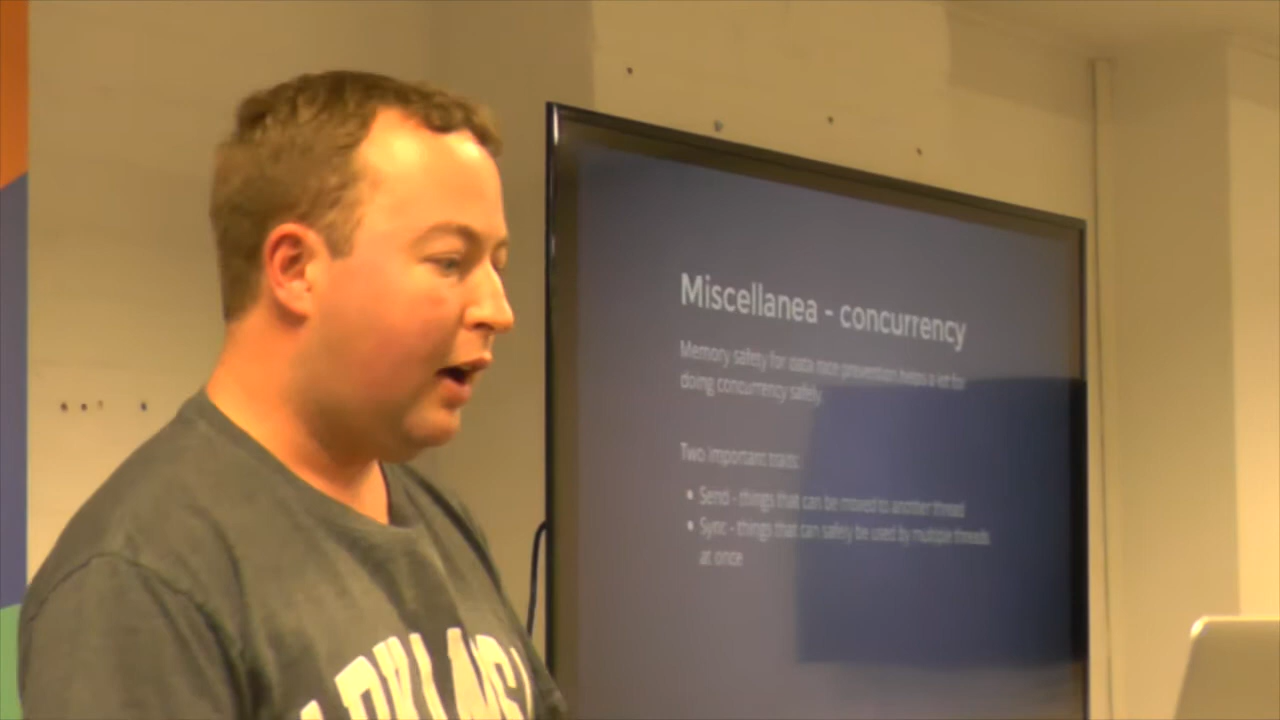 Miscellanea - concurrency
Memory safety for data race prevention helps a lot for
doing concurrency safely.
Two important traits:
Send - things that can be moved to another thread
Sync - things that can safely be used by multiple threads
at once